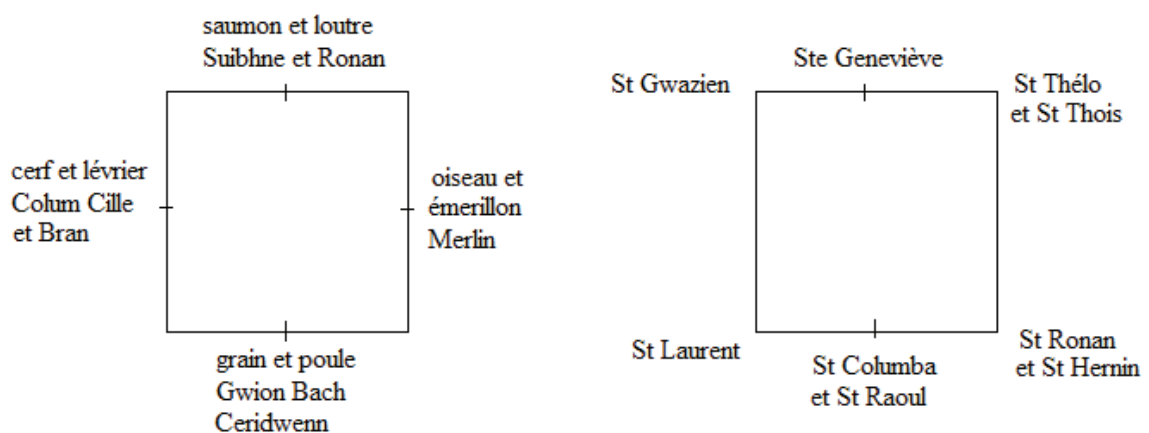 saumon et loutre
Suibhne et Ronan
cerf et lévrier
Colum Cille
et Bran
oiseau et
émerillon
Merlin
grain et poule
Gwion Bach
Ceridwenn
Ste Geneviève
St Gwazien
St Thélo
et St Thois
St Laurent
St Columba
et St Raoul
St Ronan
et St Hernin